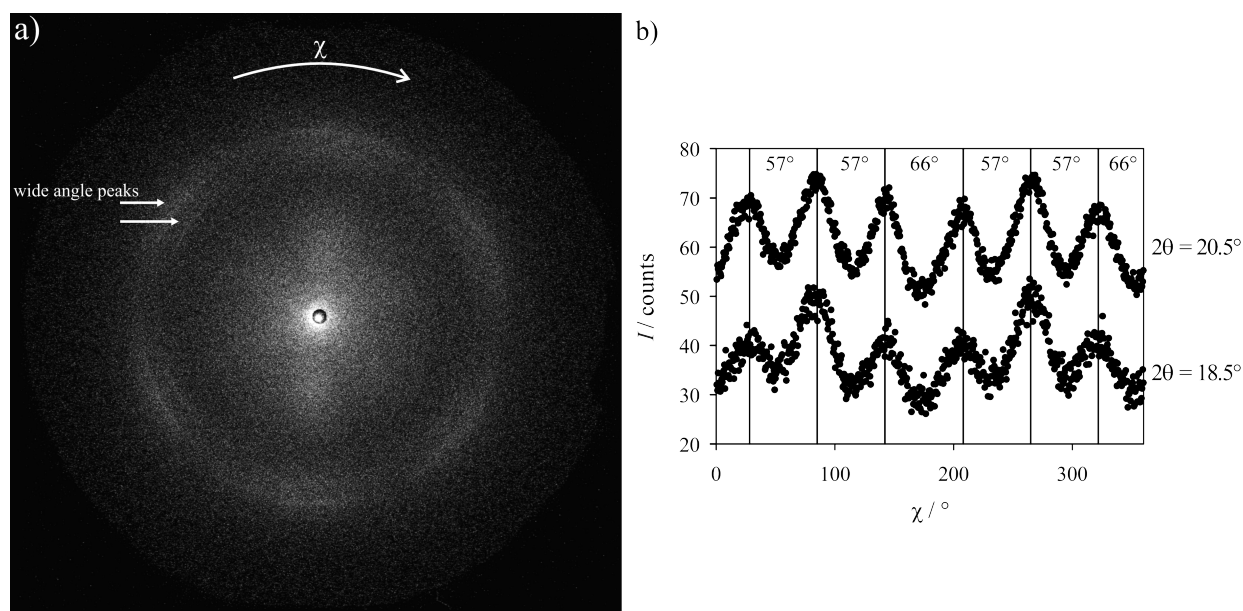 a)
χ
wide angle peaks
b)
80
70
60
50
40
30
20
I / counts
57°
57°
66°
57°
57°
66°
2θ = 20.5°
2θ = 18.5°
0
100
200
300
χ / °